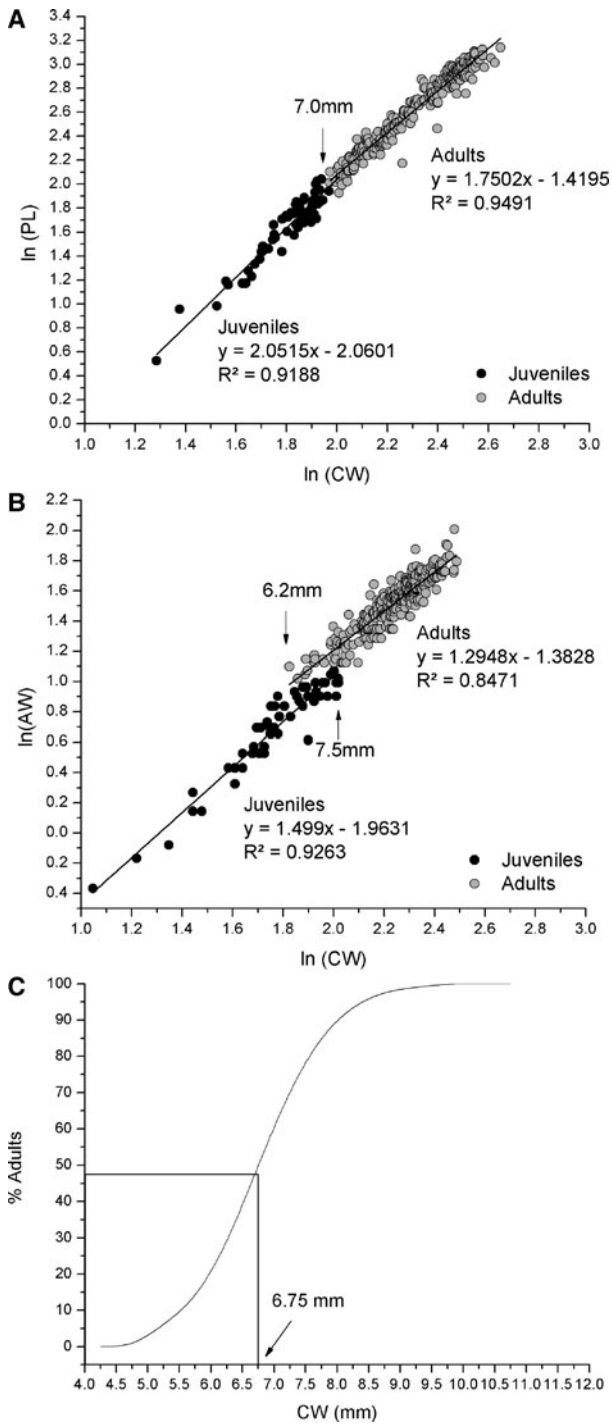 A
3.4
3.2
3.0
2.8
2.6
2.4
2.2
2.0
1.8
1.6
1.4
1.2
1.0
0.8
0.6
0.4
0.2
0.0
ln (PL)
7.0mm
Adults
y = 1.7502x - 1.4195
R² = 0.9491
Juveniles
y = 2.0515x - 2.0601
R² = 0.9188
Juveniles
Adults
1.0 1.2 1.4 1.6 1.8 2.0 2.2 2.4 2.6 2.8 3.0
ln (CW)
B
2.2
2.0
1.8
1.6
1.4
1.2
1.0
0.8
0.6
0.4
0.2
0.0
0.2
0.4
ln(AW)
6.2mm
Adults
y = 1.2948x - 1.3828
R² = 0.8471
7.5mm
Juveniles
y = 1.499x - 1.9631
R² = 0.9263
Juveniles
Adults
1.0 1.2 1.4 1.6 1.8 2.0 2.2 2.4 2.6 2.8 3.0
ln (CW)
C
100
90
80
70
60
50
40
30
20
10
0
% Adults
6.75 mm
4.0 4.5 5.0 5.5 6.0 6.5 7.0 7.5 8.0 8.5 9.0 9.5 10.0 10.5 11.0 11.5 12.0
CW (mm)